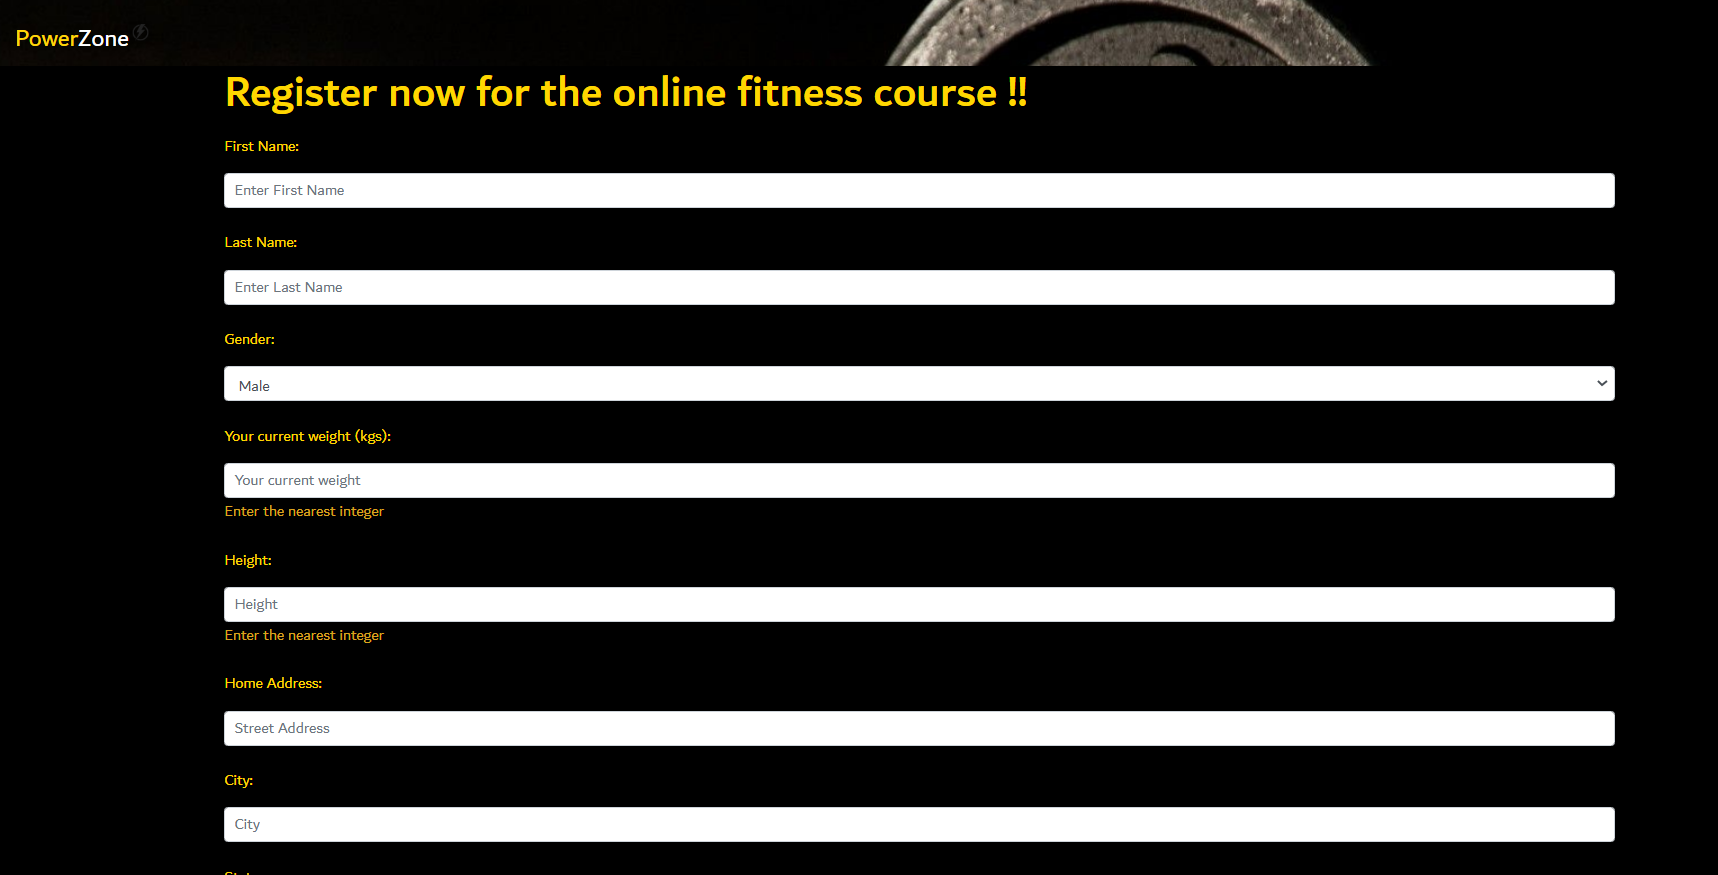 PowerZone
Register now for the online fitness course !!
First Name:
Enter First Name
Last Name:
Enter Last Name
Gender:
Male
Your current weight (kgs):
Your current weight
Enter the nearest integer
Height:
Height
Enter the nearest integer
Home Address:
Street Address
City:
City